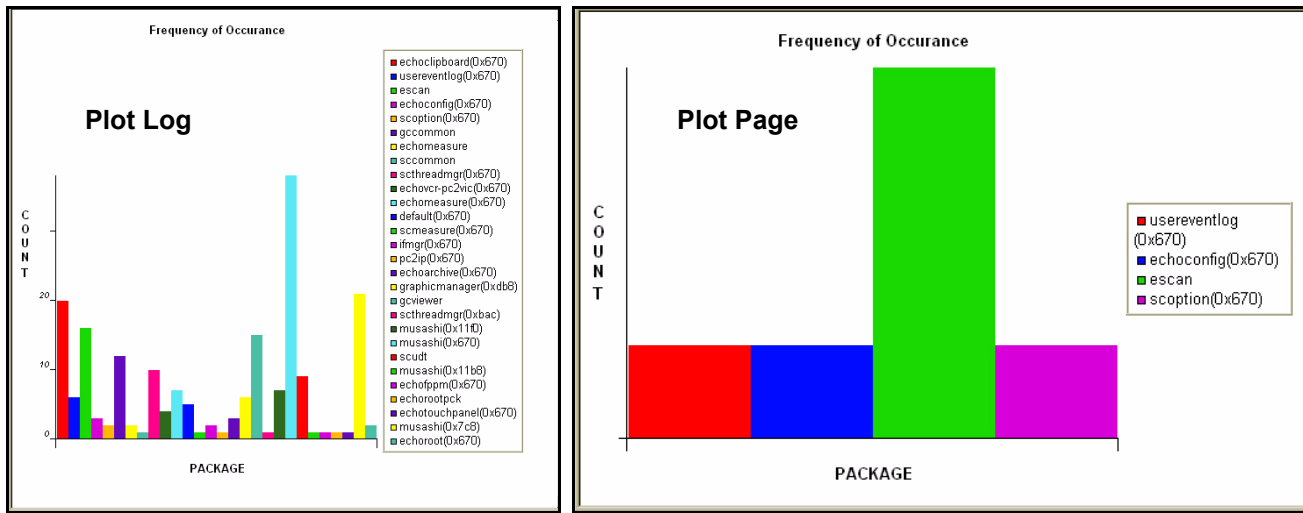 Frequency of Occurance
Plot Log
COUNT
20
10
0
PACKAGE
echoclipboard(0x670)
usereventlog(0x670)
escan
echoconfig(0x670)
scoption(0x670)
gccommon
echomeasure
sccommon
scthreadmgr(0x670)
echovcr-pc2vic(0x670)
echomeasure(0x670)
default(0x670)
scmeasure(0x670)
ifmgr(0x670)
pc2ip(0x670)
echoarchive(0x670)
graphicmanager(0xdb8)
gcviewer
scthreadmgr(0xbac)
musashi(0x11f0)
musashi(0x670)
scudt
musashi(0x11b8)
echofppm(0x670)
echorootpck
echotouchpanel(0x670)
musashi(0x7c8)
echoroot(0x670)
Frequency of Occurance
Plot Page
COUNT
PACKAGE
usereventlog
(0x670)
echoconfig(0x670)
escan
scoption(0x670)